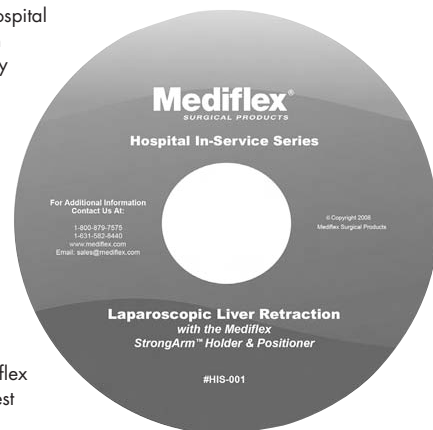 ospital
y
Mediflex®
SURGICAL PRODUCTS
Hospital In-Service Series
For Additional Information
Contact Us At:
1-800-879-7575
1-631-582-8440
www.mediflex.com
Email: sales@mediflex.com
© Copyright 2008
Mediflex Surgical Products
Laparoscopic Liver Retraction
with the Mediflex
StrongArm™ Holder & Positioner
#HIS-001
flex
est